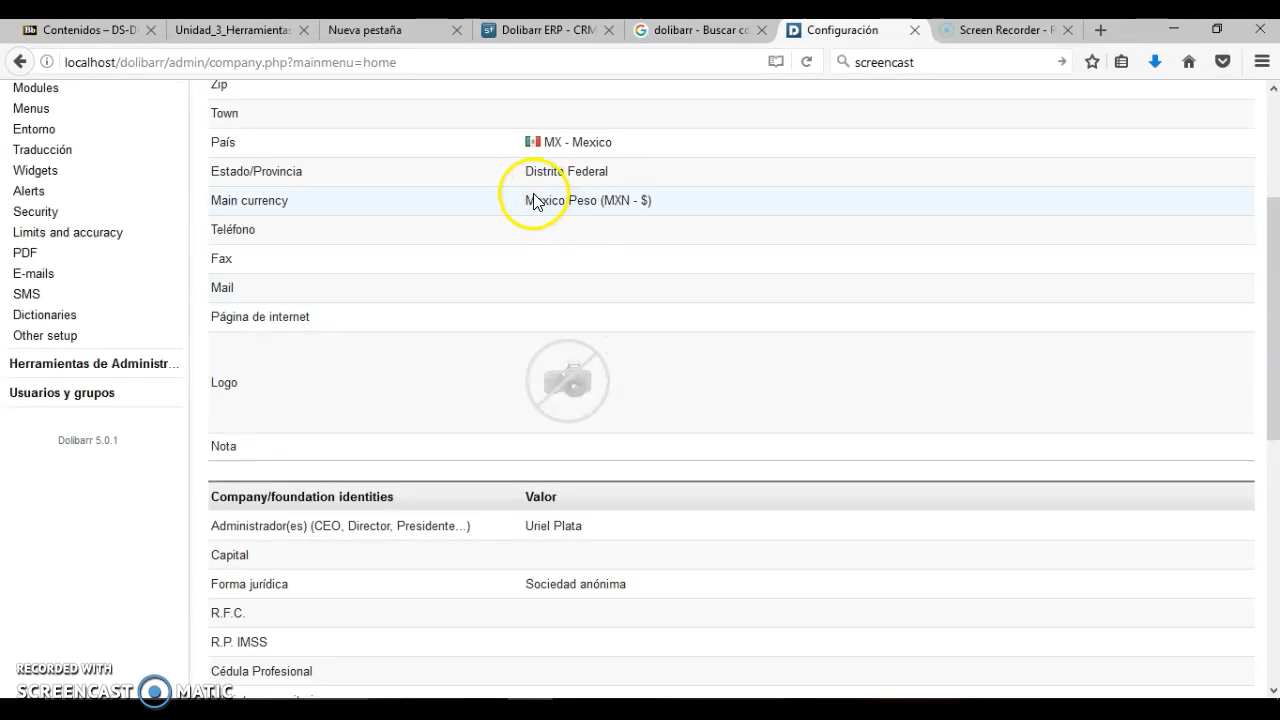 Contenidos – DS-D
Unidad_3_Herramienta
Nueva pestaña
Dolibarr ERP - CRM
dolibarr - Buscar co
Configuración
Screen Recorder - F
localhost/dolibarr/admin/company.php?mainmenu=home
screencast
Modules
Menus
Entorno
Traducción
Widgets
Alerts
Security
Limits and accuracy
PDF
E-mails
SMS
Dictionaries
Other setup
Herramientas de Administr...
Usuarios y grupos
Dolibarr 5.0.1
Zip
Town
País MX - Mexico
Estado/Provincia Distrito Federal
Main currency Mexico Peso (MXN - $)
Teléfono
Fax
Mail
Página de internet
Logo
Nota
Company/foundation identities Valor
Administrador(es) (CEO, Director, Presidente...) Uriel Plata
Capital
Forma jurídica Sociedad anónima
R.F.C.
R.P. IMSS
Cédula Profesional
RECORDED WITH
SCREENCAST MATIC